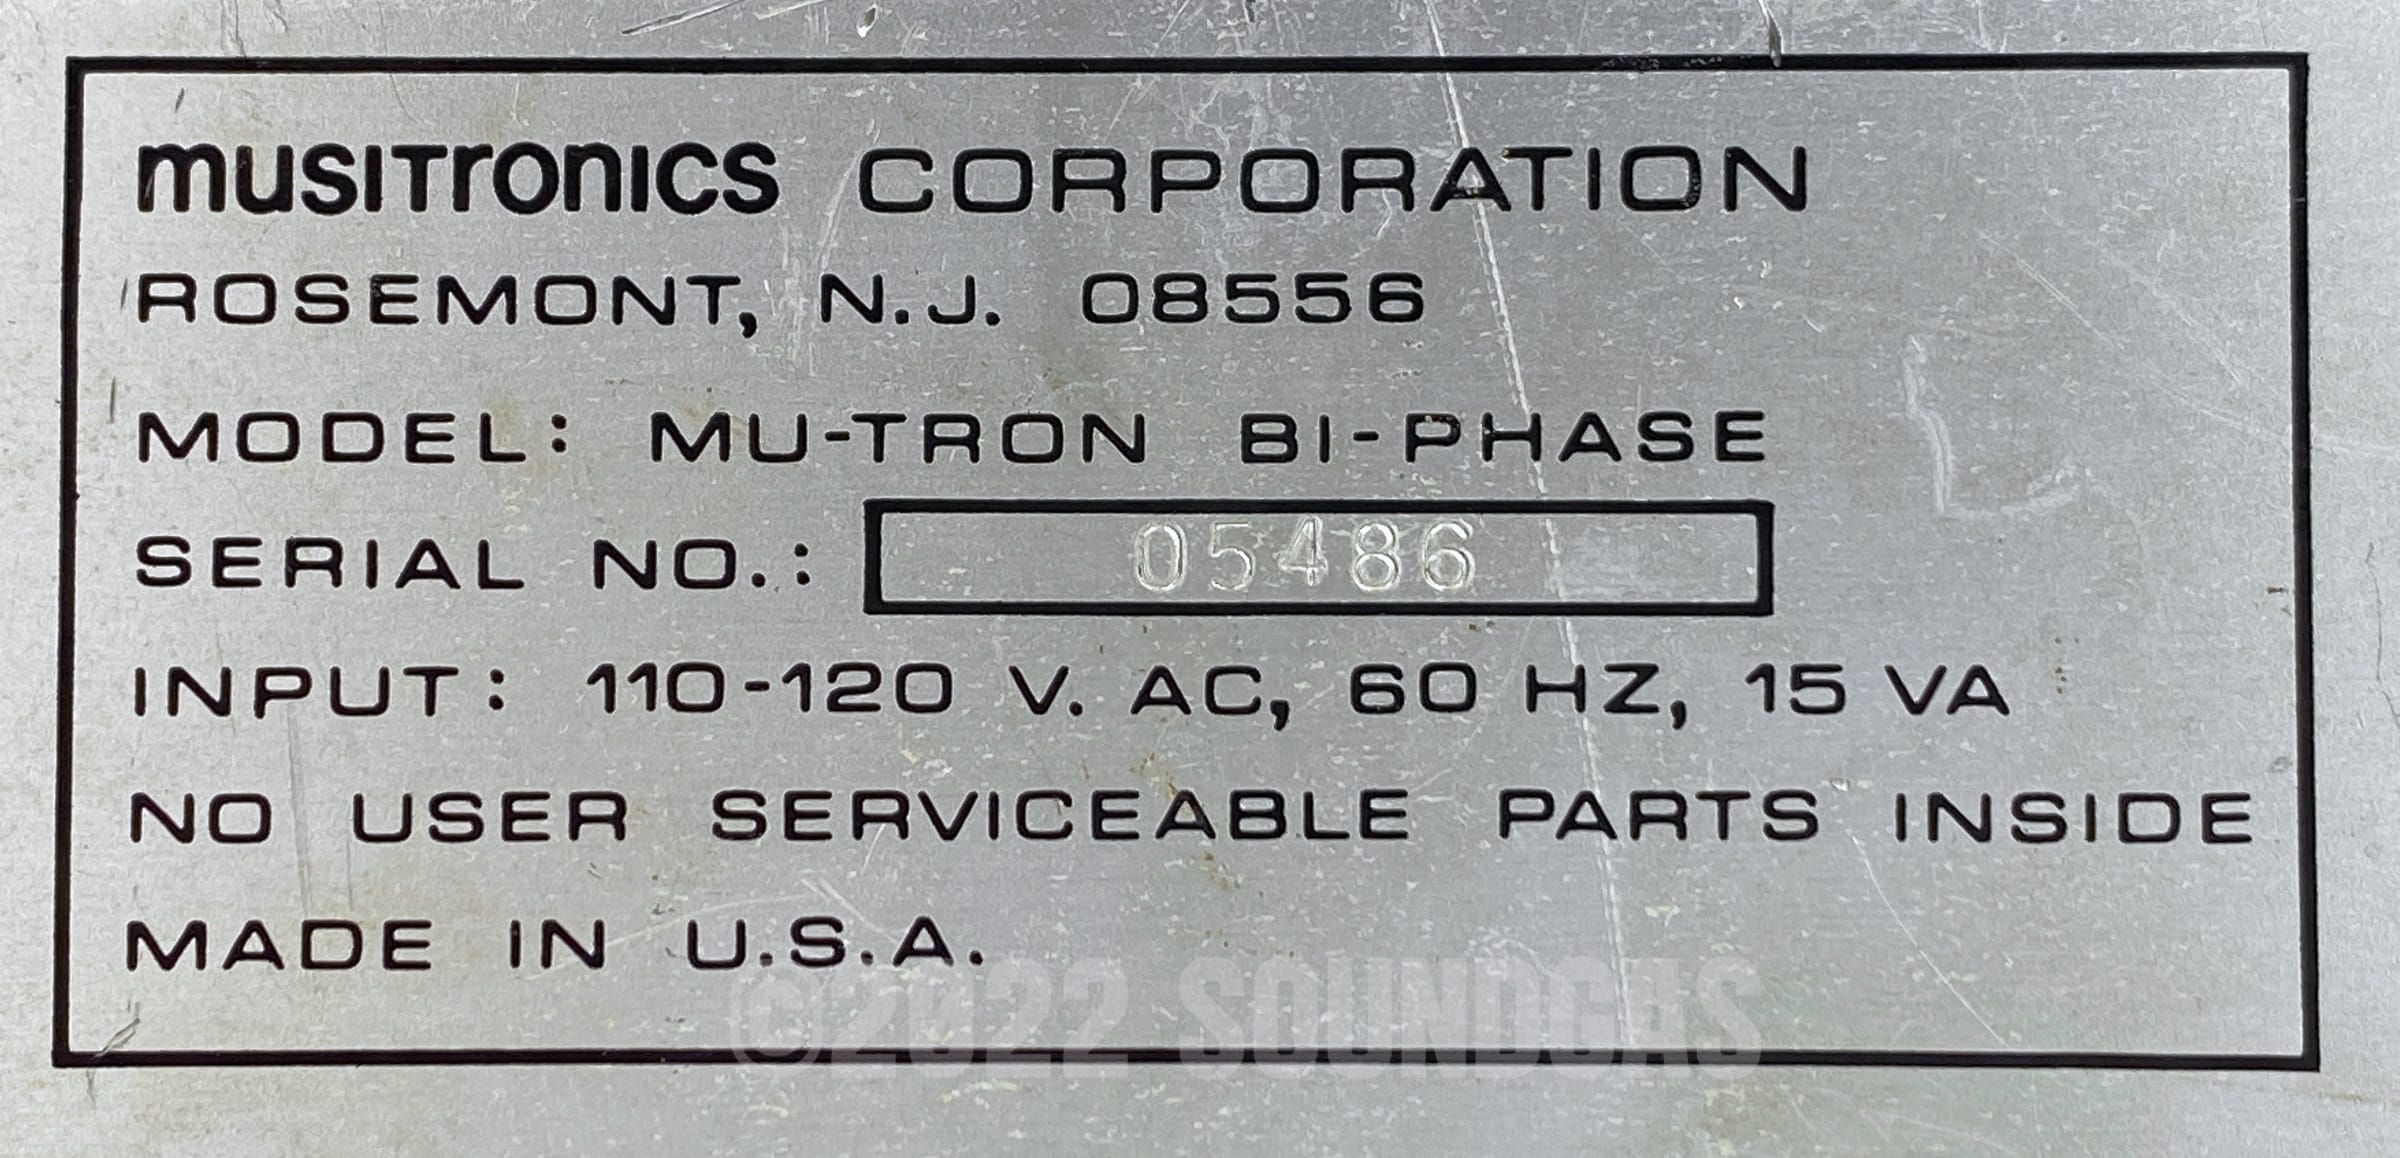 musiTronics CORPORATION
ROSEMONT, N.J. 08556
MODEL: MU-TRON BI-PHASE
SERIAL NO.: 05486
INPUT: 110-120 V. AC, 60 HZ, 15 VA
NO USER SERVICEABLE PARTS INSIDE
MADE IN U.S.A.
©2022 SOUNDGAS